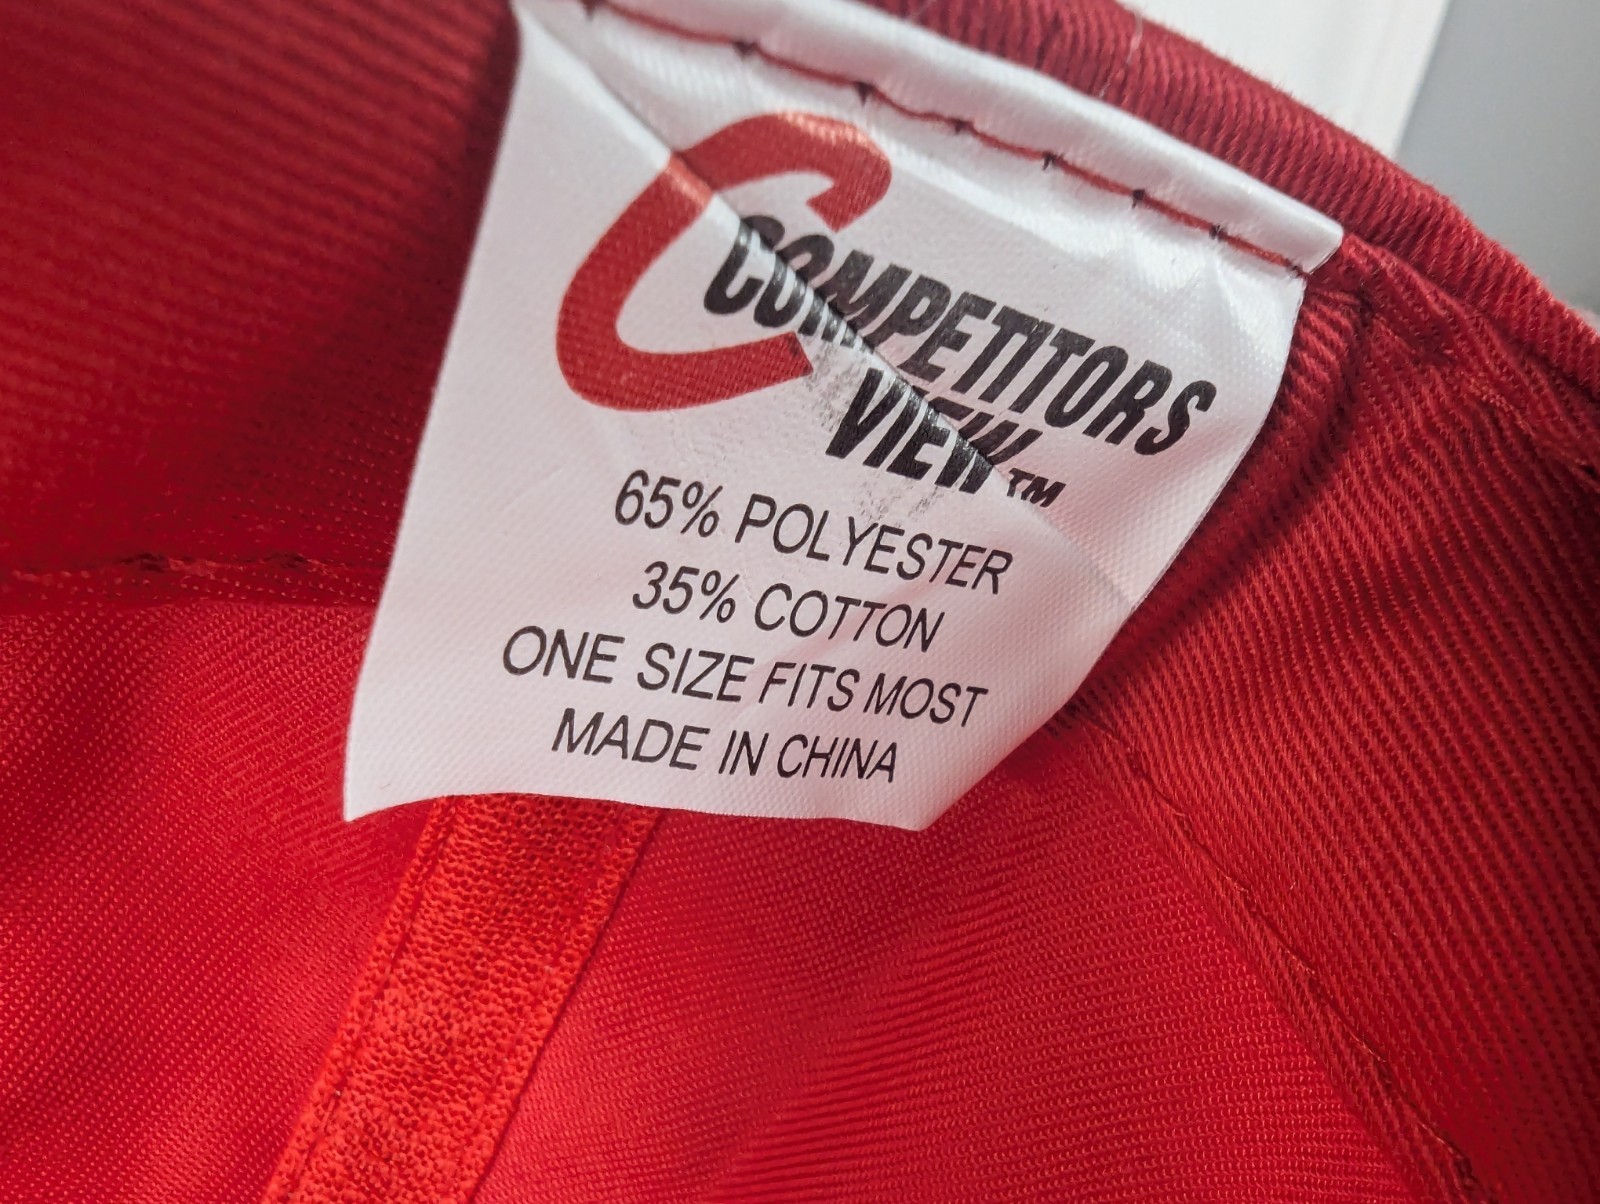 C
COMPETITORS
VIEW™
65% POLYESTER
35% COTTON
ONE SIZE FITS MOST
MADE IN CHINA